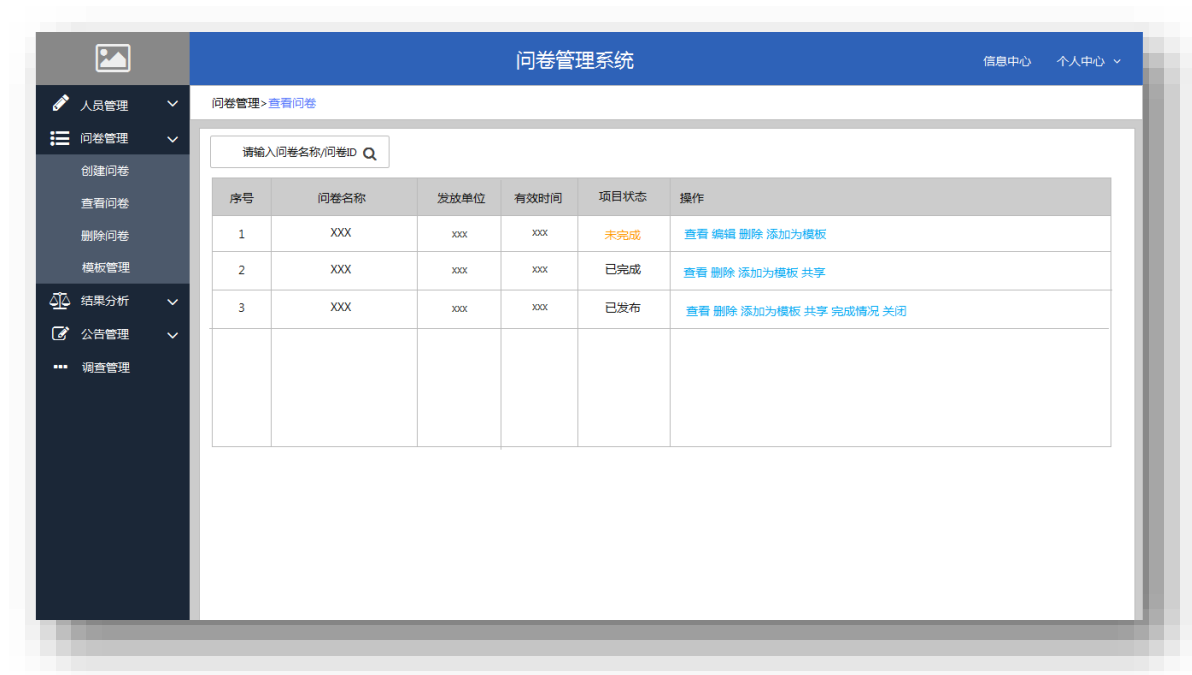 问卷管理系统
信息中心 个人中心
人员管理
问卷管理
创建问卷
查看问卷
删除问卷
模板管理
结果分析
公告管理
调查管理
问卷管理>查看问卷
请输入问卷名称/问卷ID
序号 问卷名称 发放单位 有效时间 项目状态 操作
1 XXX xxx xxx 未完成 查看 编辑 删除 添加为模板
2 XXX xxx xxx 已完成 查看 删除 添加为模板 共享
3 XXX xxx xxx 已发布 查看 删除 添加为模板 共享 完成情况 关闭